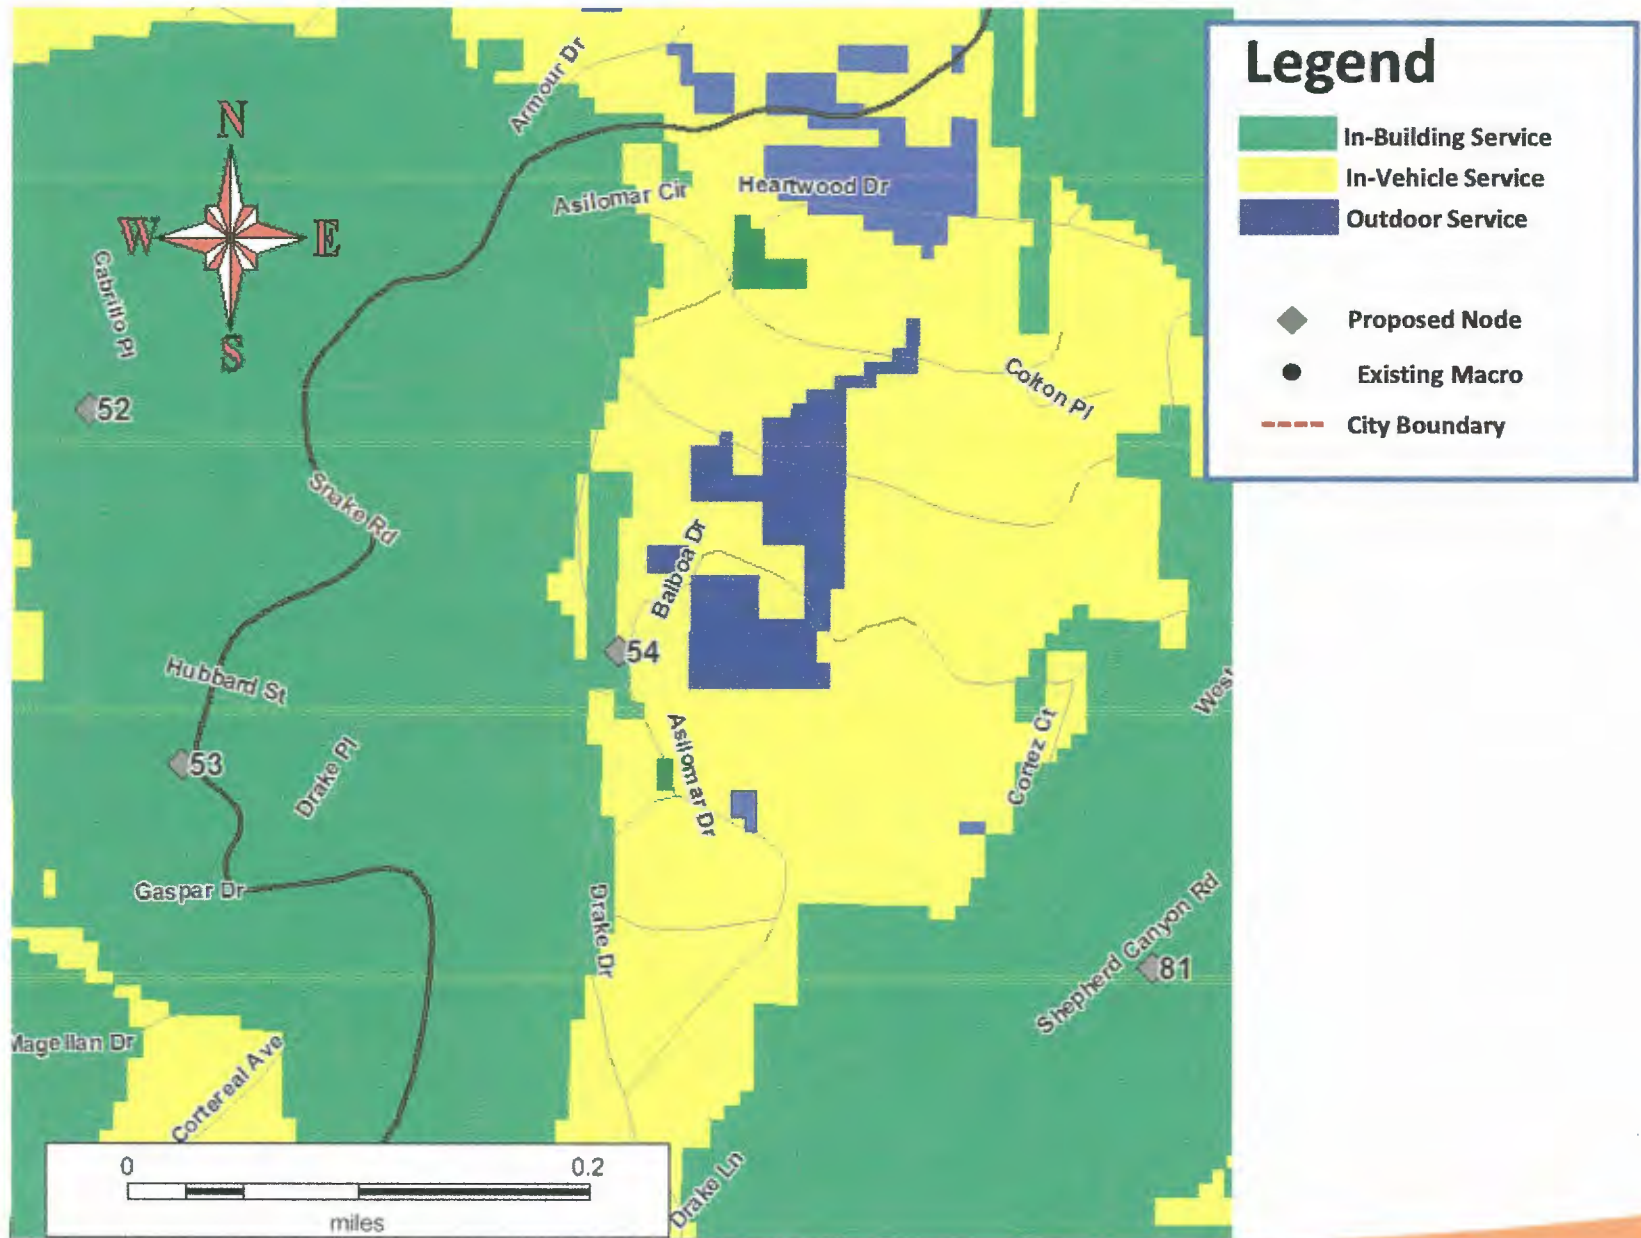 Legend
In-Building Service
In-Vehicle Service
Outdoor Service
Proposed Node
Existing Macro
City Boundary
N
W
E
S
Armour Dr
Asilomar Cir
Heartwood Dr
Cabrillo Pl
52
Colton Pl
Snake Rd
Balboa Dr
54
Hubbard St
West
53
Drake Pl
Asilomar Dr
Cortez Ct
Gaspar Dr
Drake Dr
Shepherd Canyon Rd
81
Magellan Dr
Cortereal Ave
Drake Ln
0
0.2
miles